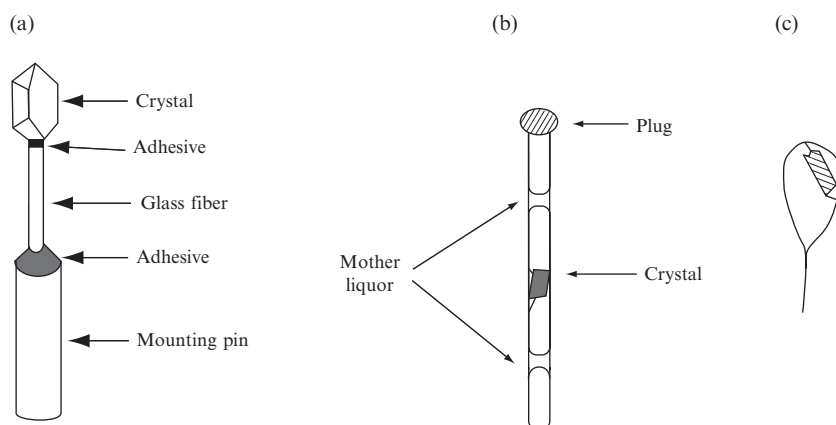 (a)
Crystal
Adhesive
Glass fiber
Adhesive
Mounting pin
(b)
Plug
Mother
liquor
Crystal
(c)